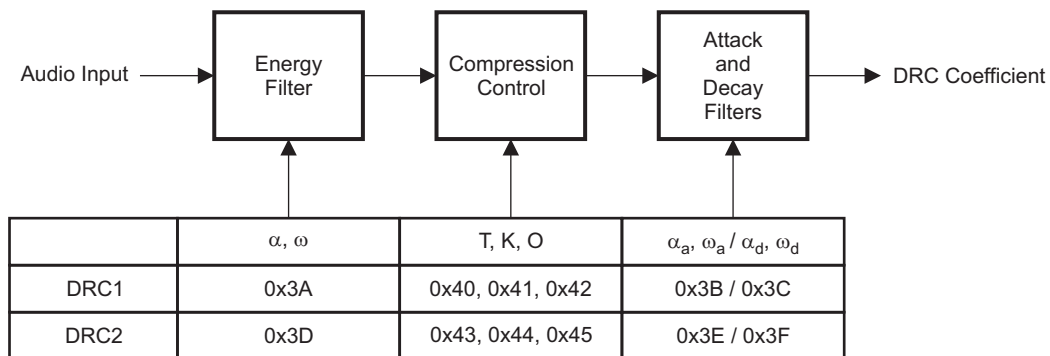 Audio Input
Energy
Filter
Compression
Control
Attack
and
Decay
Filters
DRC Coefficient
α, ω
T, K, O
αa, ωa / αd, ωd
DRC1
0x3A
0x40, 0x41, 0x42
0x3B / 0x3C
DRC2
0x3D
0x43, 0x44, 0x45
0x3E / 0x3F